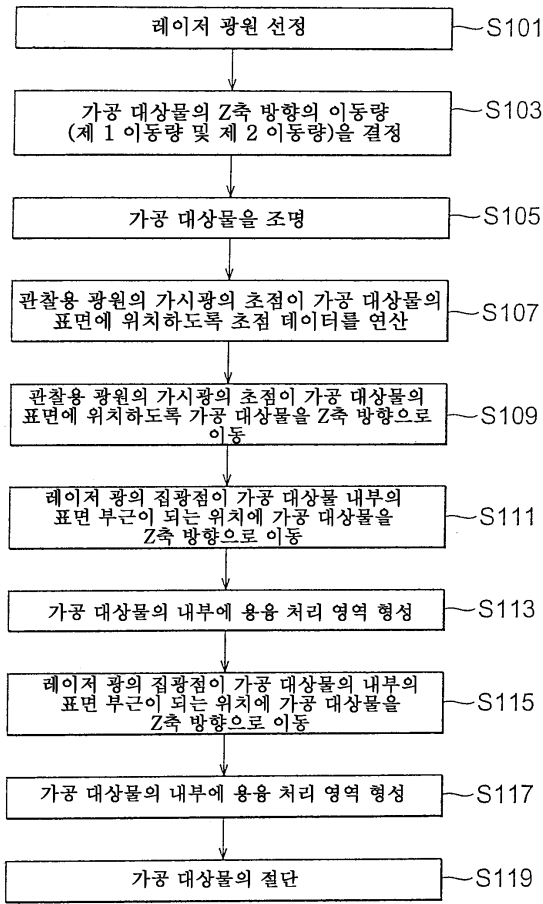 레이저 광원 선정
S101
가공 대상물의 Z축 방향의 이동량
(제 1 이동량 및 제 2 이동량)을 결정
S103
가공 대상물을 조명
S105
관찰용 광원의 가시광의 초점이 가공 대상물의
표면에 위치하도록 초점 데이터를 연산
S107
관찰용 광원의 가시광의 초점이 가공 대상물의
표면에 위치하도록 가공 대상물을 Z축 방향으로
이동
S109
레이저 광의 집광점이 가공 대상물 내부의
표면 부근이 되는 위치에 가공 대상물을
Z축 방향으로 이동
S111
가공 대상물의 내부에 용융 처리 영역 형성
S113
레이저 광의 집광점이 가공 대상물의 내부의
표면 부근이 되는 위치에 가공 대상물을
Z축 방향으로 이동
S115
가공 대상물의 내부에 용융 처리 영역 형성
S117
가공 대상물의 절단
S119